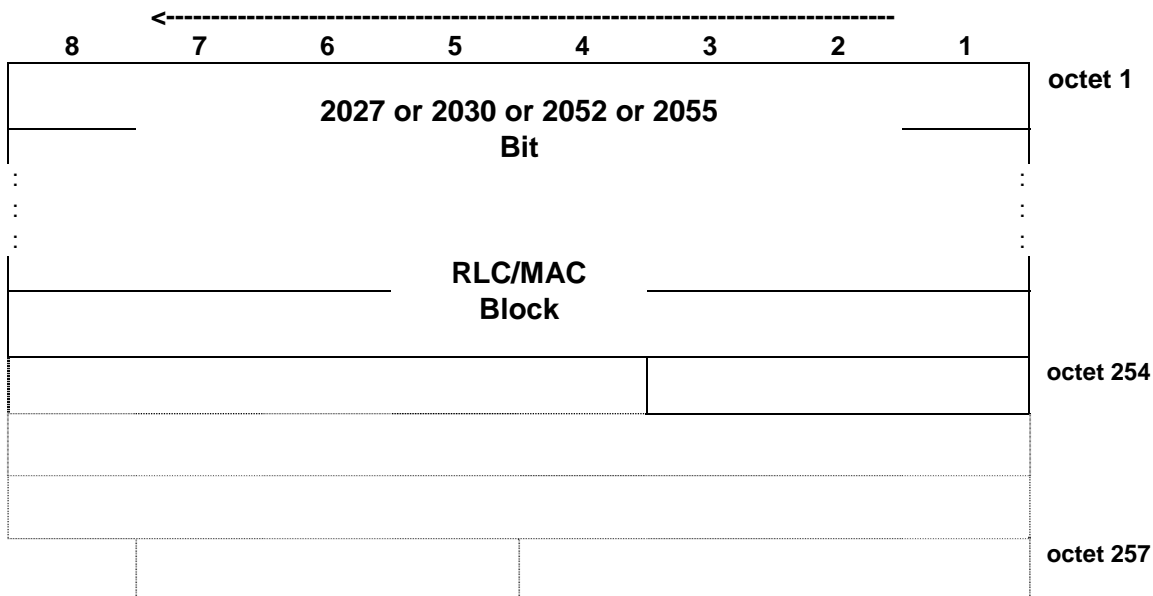 <---------------------------------------------------------------------------------
8 7 6 5 4 3 2 1
octet 1
2027 or 2030 or 2052 or 2055
Bit
: :
: :
: :
RLC/MAC
Block
octet 254
octet 257